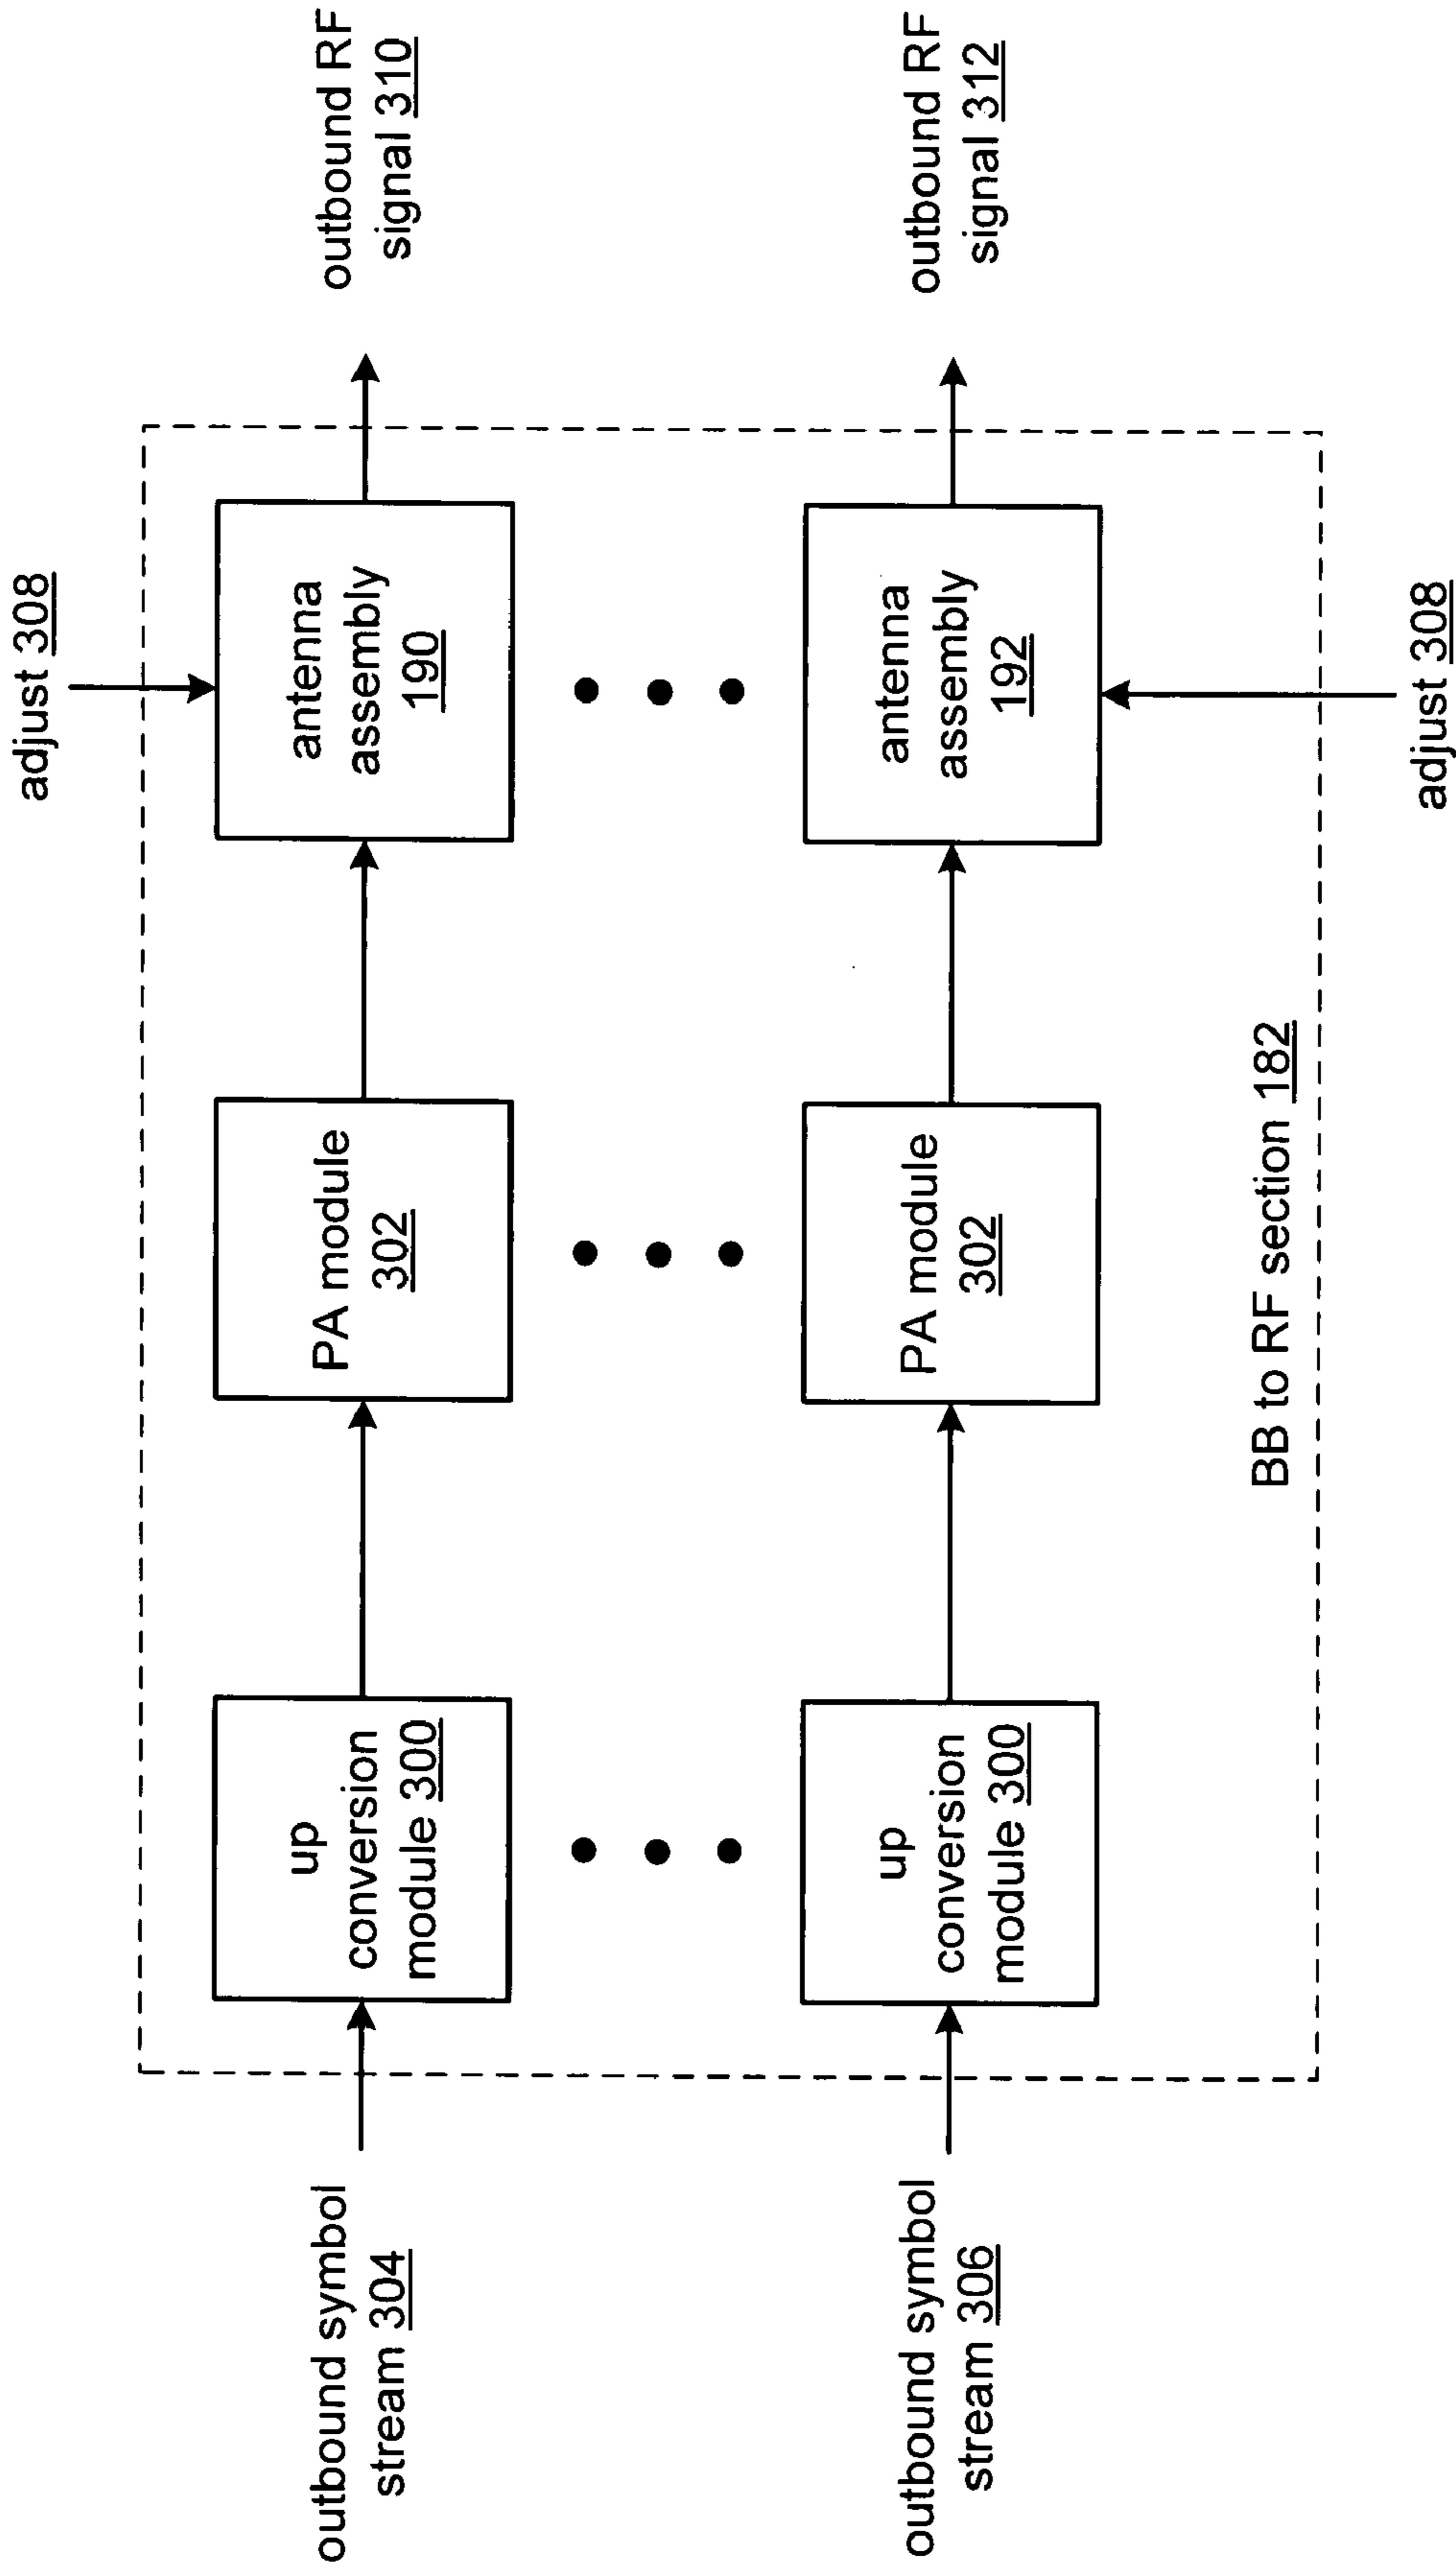 adjust 308
outbound symbol
stream 304
up
conversion
module 300
PA module
302
antenna
assembly
190
outbound RF
signal 310
outbound symbol
stream 306
up
conversion
module 300
PA module
302
antenna
assembly
192
outbound RF
signal 312
BB to RF section 182
adjust 308